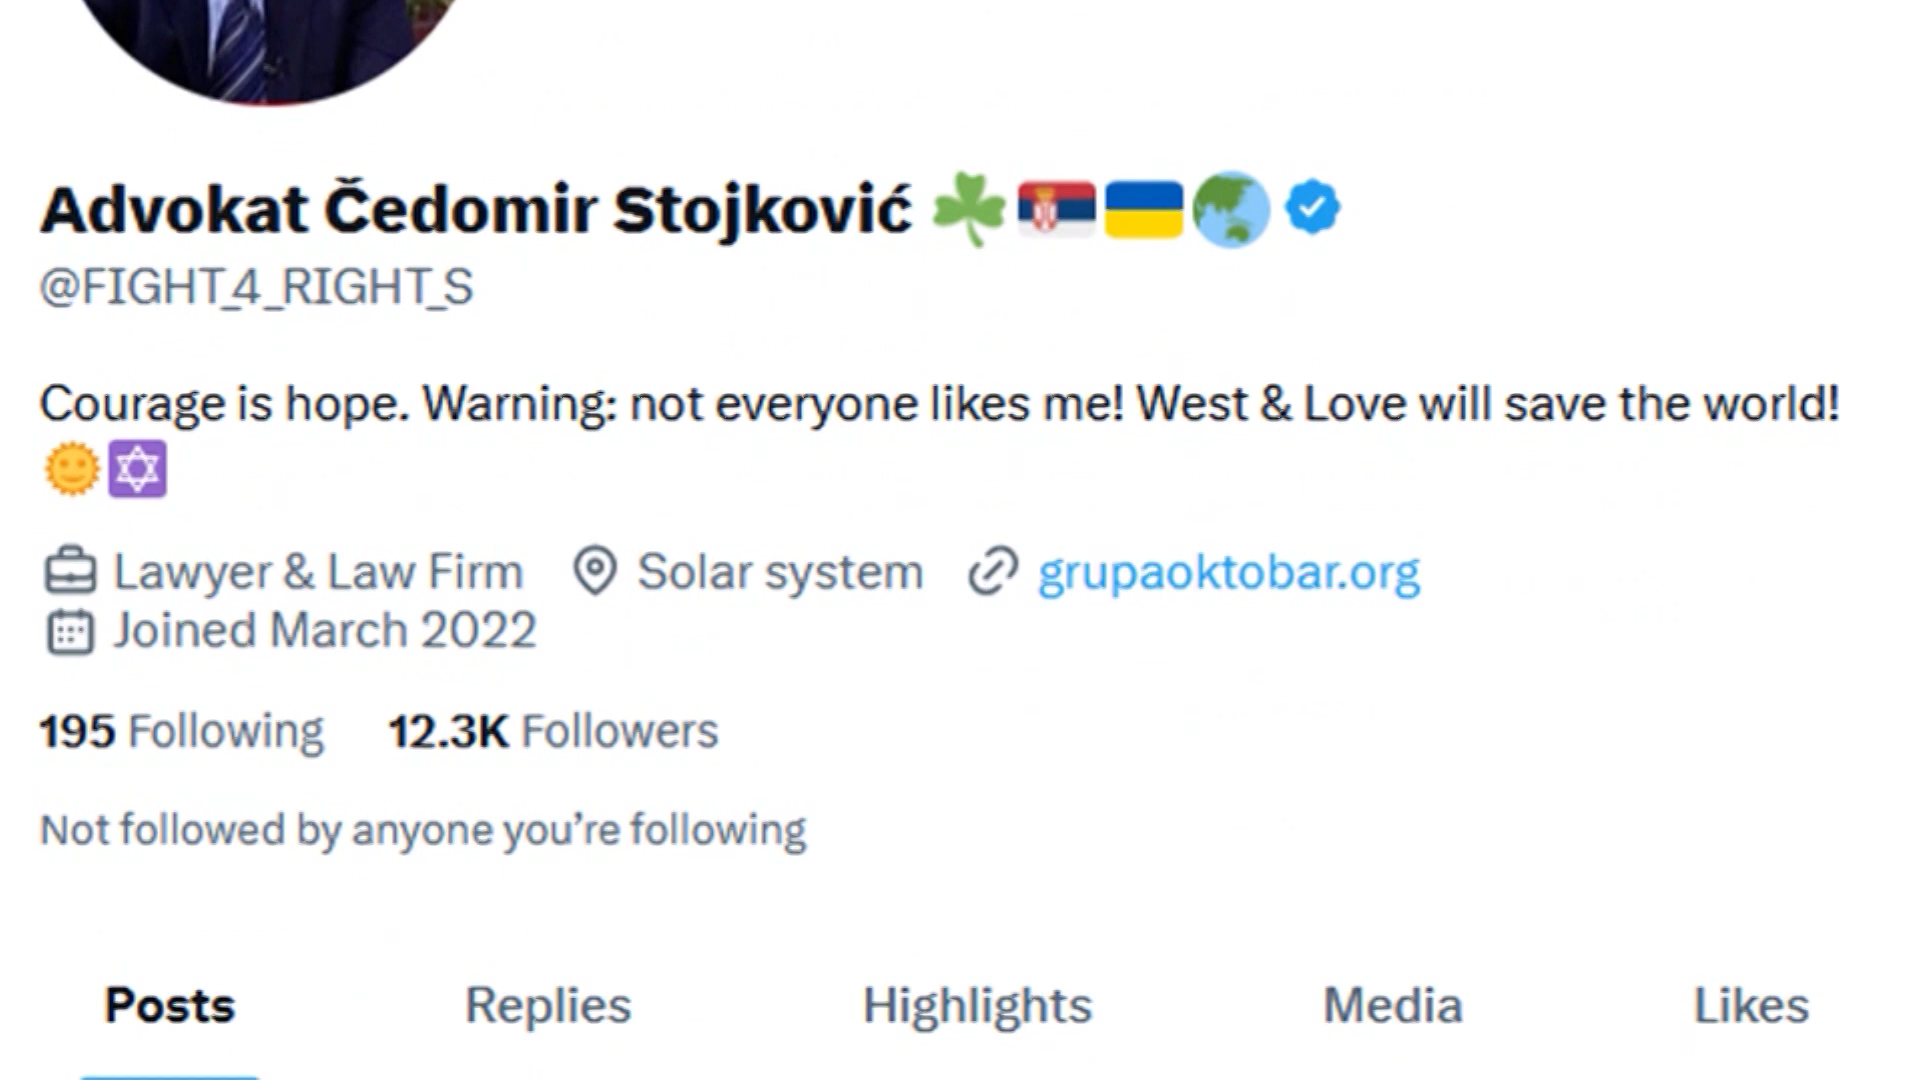 Advokat Čedomir Stojković ☘️🇷🇸🇺🇦🌏
@FIGHT_4_RIGHT_S
Courage is hope. Warning: not everyone likes me! West & Love will save the world!
🌞🔯
Lawyer & Law Firm Solar system grupaoktobar.org
Joined March 2022
195 Following 12.3K Followers
Not followed by anyone you’re following
Posts Replies Highlights Media Likes